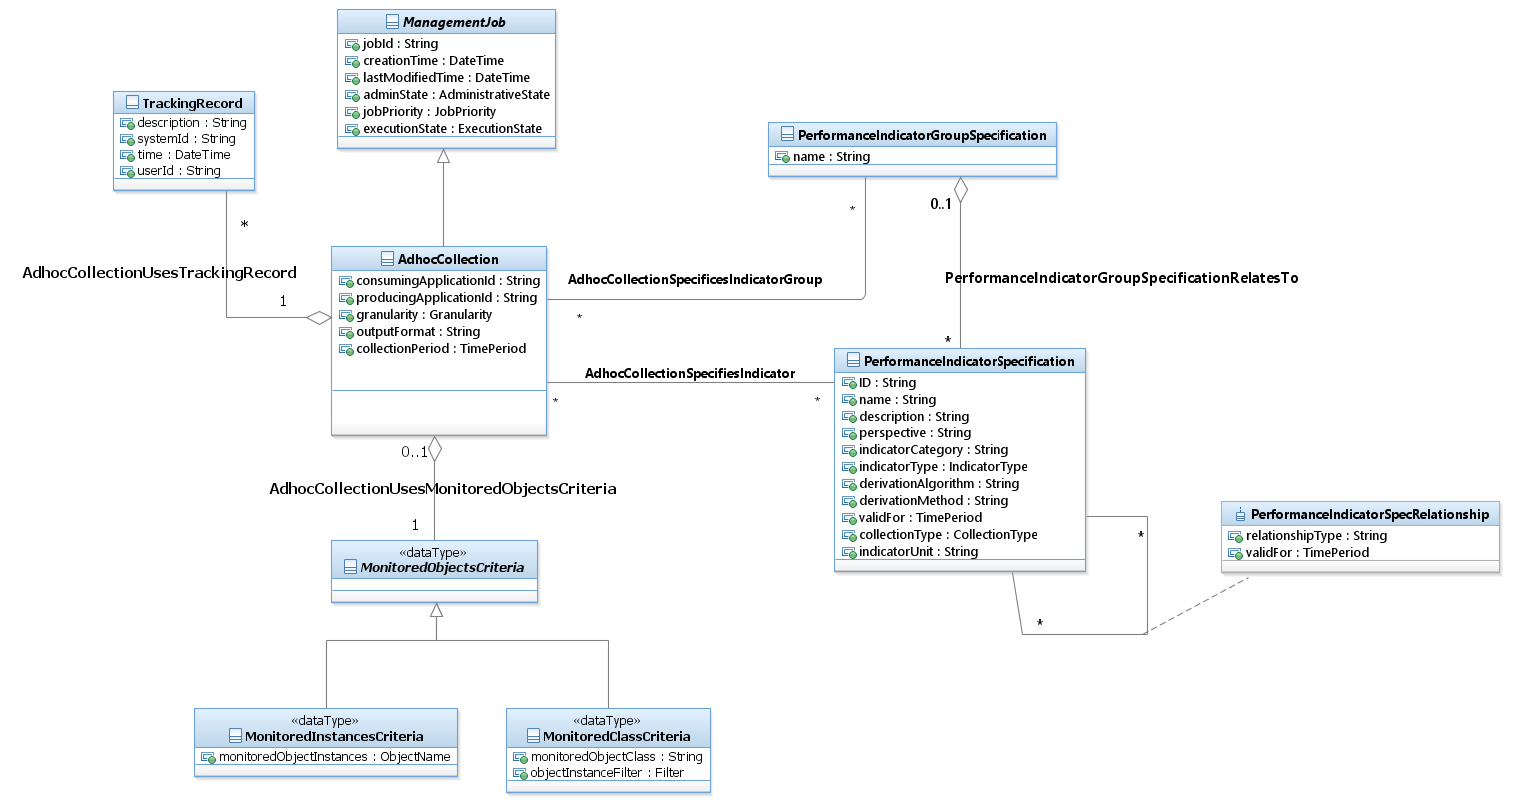 ManagementJob
jobId : String
creationTime : DateTime
lastModifiedTime : DateTime
adminState : AdministrativeState
jobPriority : JobPriority
executionState : ExecutionState
TrackingRecord
description : String
systemId : String
time : DateTime
userId : String
PerformanceIndicatorGroupSpecification
name : String
*
AdhocCollectionUsesTrackingRecord
1
AdhocCollection
consumingApplicationId : String
producingApplicationId : String
granularity : Granularity
outputFormat : String
collectionPeriod : TimePeriod
*
AdhocCollectionSpecificesIndicatorGroup
*
0..1
PerformanceIndicatorGroupSpecificationRelatesTo
*
AdhocCollectionSpecifiesIndicator
*
*
PerformanceIndicatorSpecification
ID : String
name : String
description : String
perspective : String
indicatorCategory : String
indicatorType : IndicatorType
derivationAlgorithm : String
derivationMethod : String
validFor : TimePeriod
collectionType : CollectionType
indicatorUnit : String
*
*
PerformanceIndicatorSpecRelationship
relationshipType : String
validFor : TimePeriod
0..1
AdhocCollectionUsesMonitoredObjectsCriteria
1
«dataType»
MonitoredObjectsCriteria
«dataType»
MonitoredInstancesCriteria
monitoredObjectInstances : ObjectName
«dataType»
MonitoredClassCriteria
monitoredObjectClass : String
objectInstanceFilter : Filter